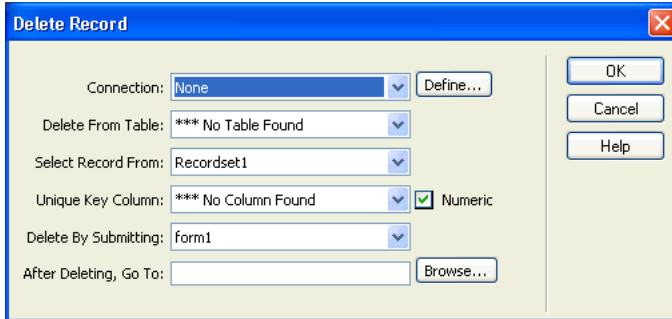 Delete Record
Connection: None Define...
Delete From Table: *** No Table Found
Select Record From: Recordset1
Unique Key Column: *** No Column Found Numeric
Delete By Submitting: form1
After Deleting, Go To: Browse...
OK
Cancel
Help